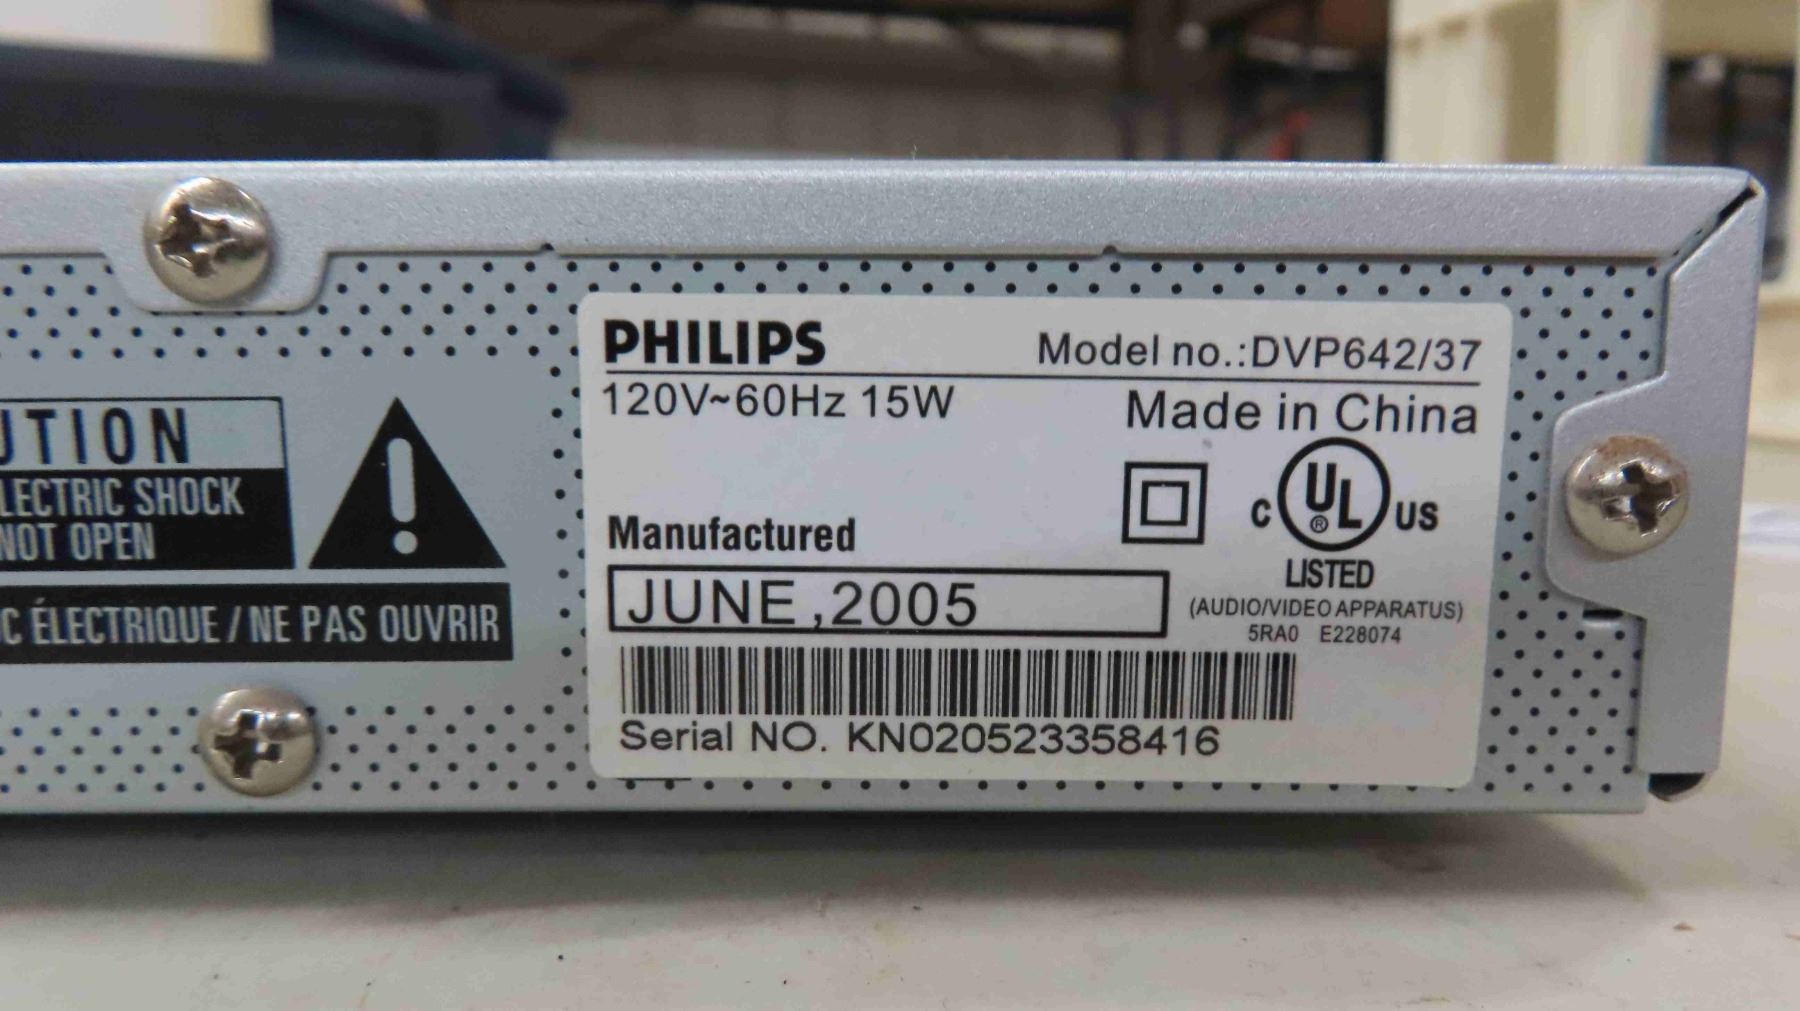 UTION
LECTRIC SHOCK
NOT OPEN
C ÉLECTRIQUE / NE PAS OUVRIR
PHILIPS Model no.:DVP642/37
120V~60Hz 15W
Made in China
Manufactured
JUNE,2005
C UL® US
LISTED
(AUDIO/VIDEO APPARATUS)
5RA0 E228074
Serial NO. KN020523358416